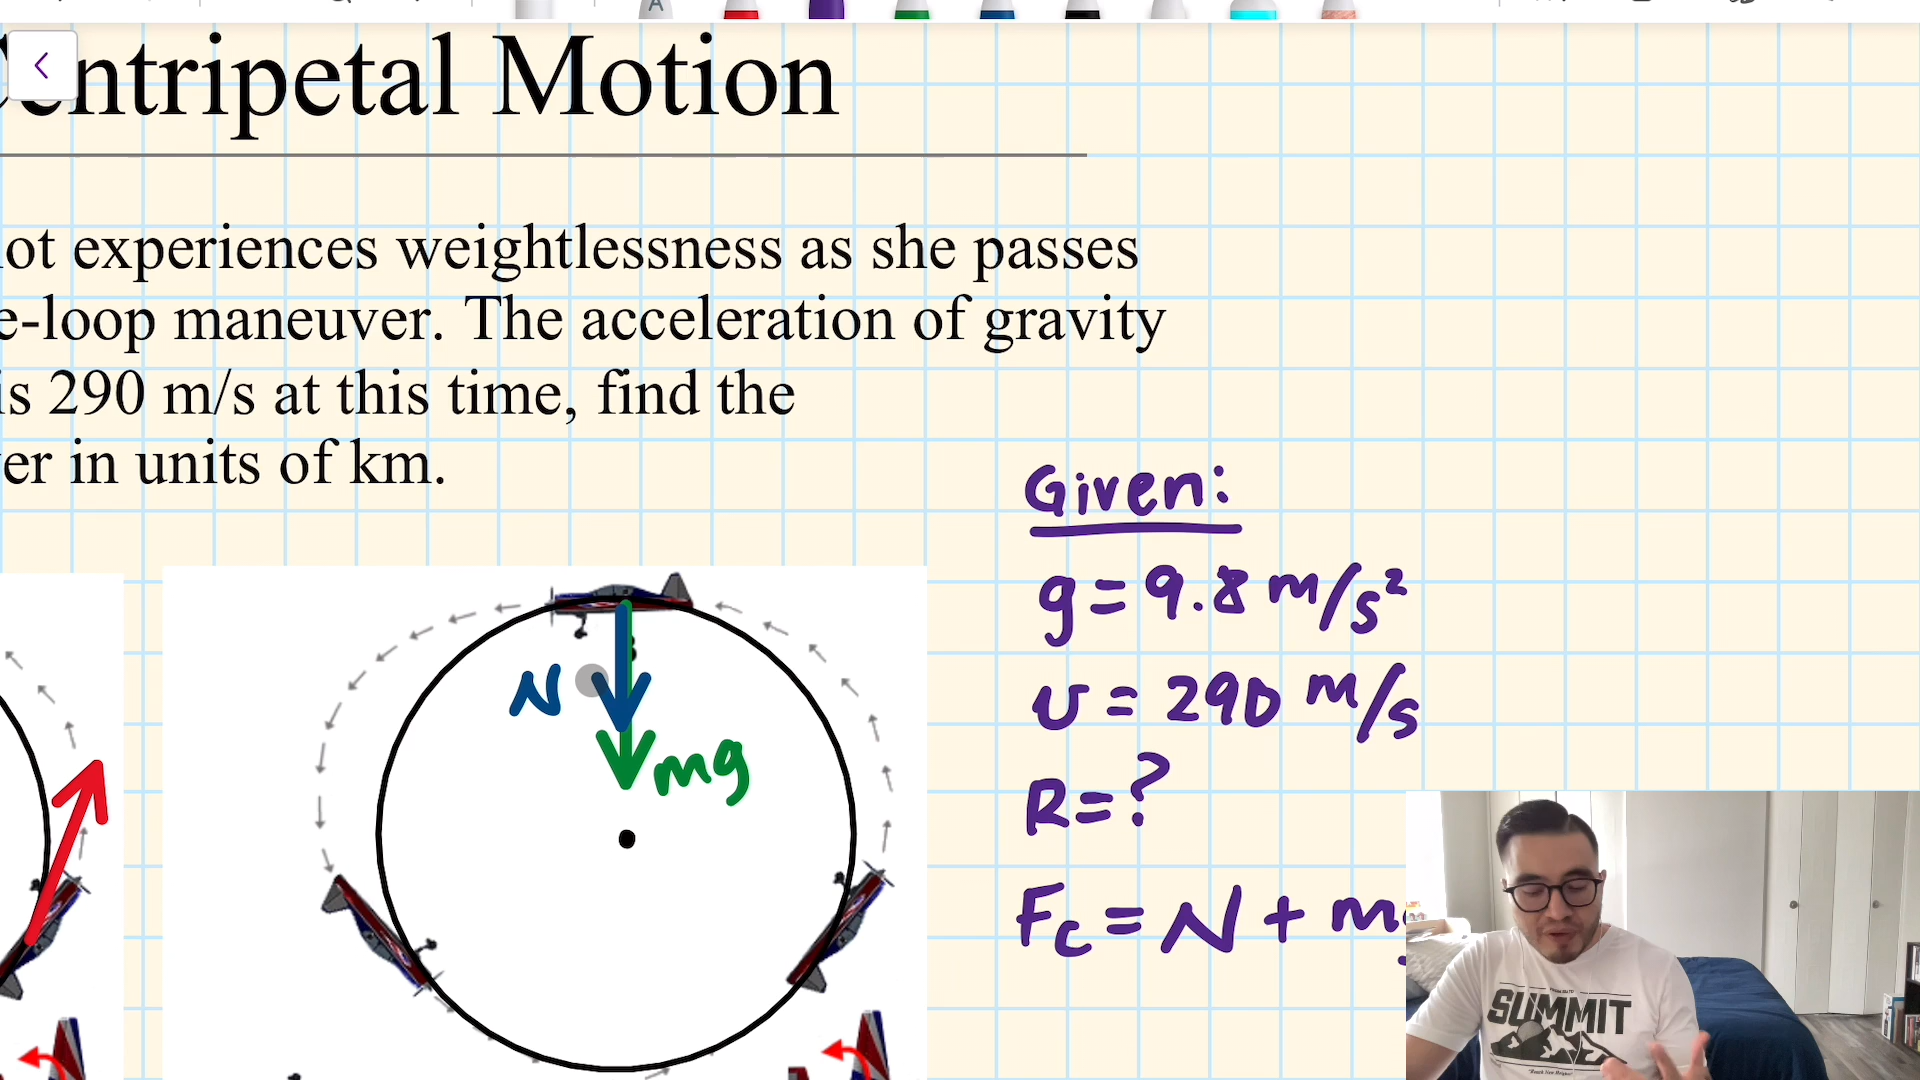 entripetal Motion
ot experiences weightlessness as she passes
e-loop maneuver. The acceleration of gravity
is 290 m/s at this time, find the
er in units of km.
Given:
g = 9.8 m/s²
v = 290 m/s
R = ?
Fc = N + m
N
mg
SUMMIT